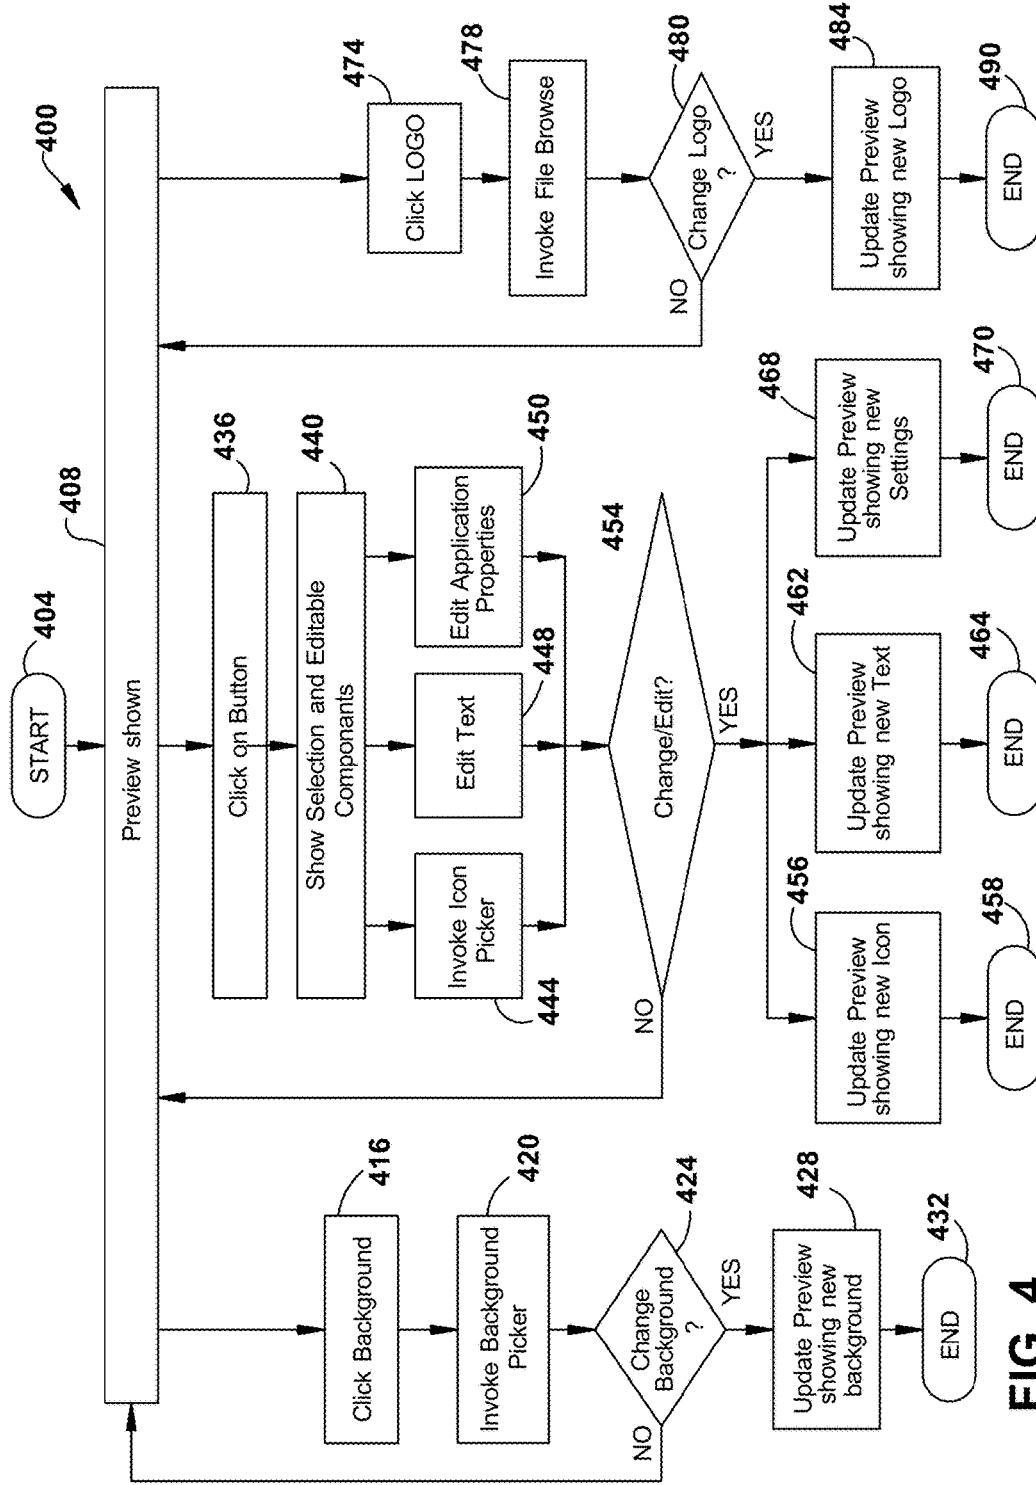 400
START
404
408
Preview shown
Click Background
416
Invoke Background
Picker
420
Change
Background
?
424
NO
YES
Update Preview
showing new
background
428
END
432
Click on Button
436
Show Selection and Editable
Componants
440
Invoke Icon
Picker
444
Edit Text
448
Edit Application
Properties
450
Change/Edit?
454
NO
YES
Update Preview
showing new Icon
456
END
458
Update Preview
showing new Text
462
END
464
Update Preview
showing new
Settings
468
END
470
Click LOGO
474
Invoke File Browse
478
Change Logo
?
480
NO
YES
Update Preview
showing new Logo
484
END
490
FIG. 4